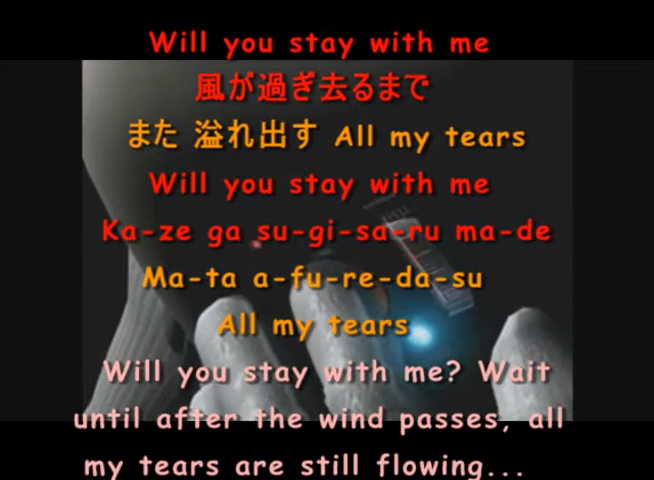 Will you stay with me
風が過ぎ去るまで
また 溢れ出す All my tears
Will you stay with me
Ka-ze ga su-gi-sa-ru ma-de
Ma-ta a-fu-re-da-su
All my tears
Will you stay with me? Wait
until after the wind passes, all
my tears are still flowing...